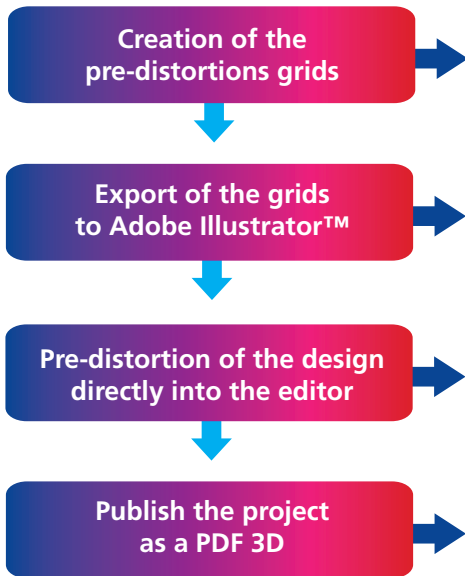 Creation of the
pre-distortions grids
Export of the grids
to Adobe Illustrator™
Pre-distortion of the design
directly into the editor
Publish the project
as a PDF 3D